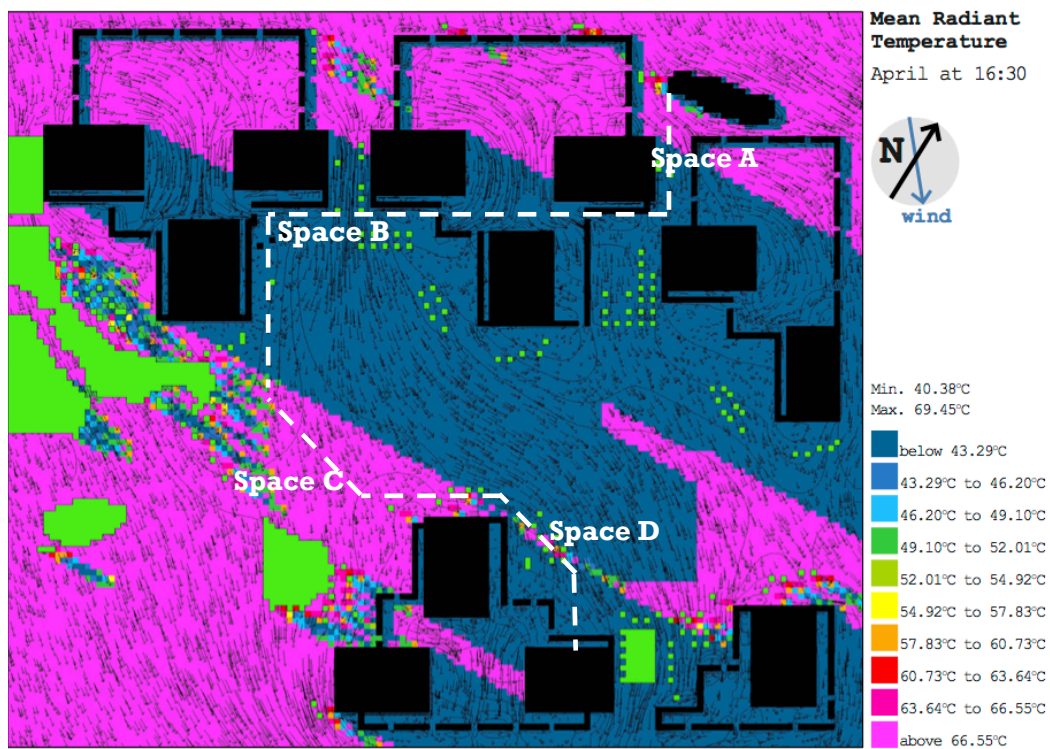 Mean Radiant
Temperature
April at 16:30
N
wind
Space A
Space B
Space C
Space D
Min. 40.38°C
Max. 69.45°C
below 43.29°C
43.29°C to 46.20°C
46.20°C to 49.10°C
49.10°C to 52.01°C
52.01°C to 54.92°C
54.92°C to 57.83°C
57.83°C to 60.73°C
60.73°C to 63.64°C
63.64°C to 66.55°C
above 66.55°C